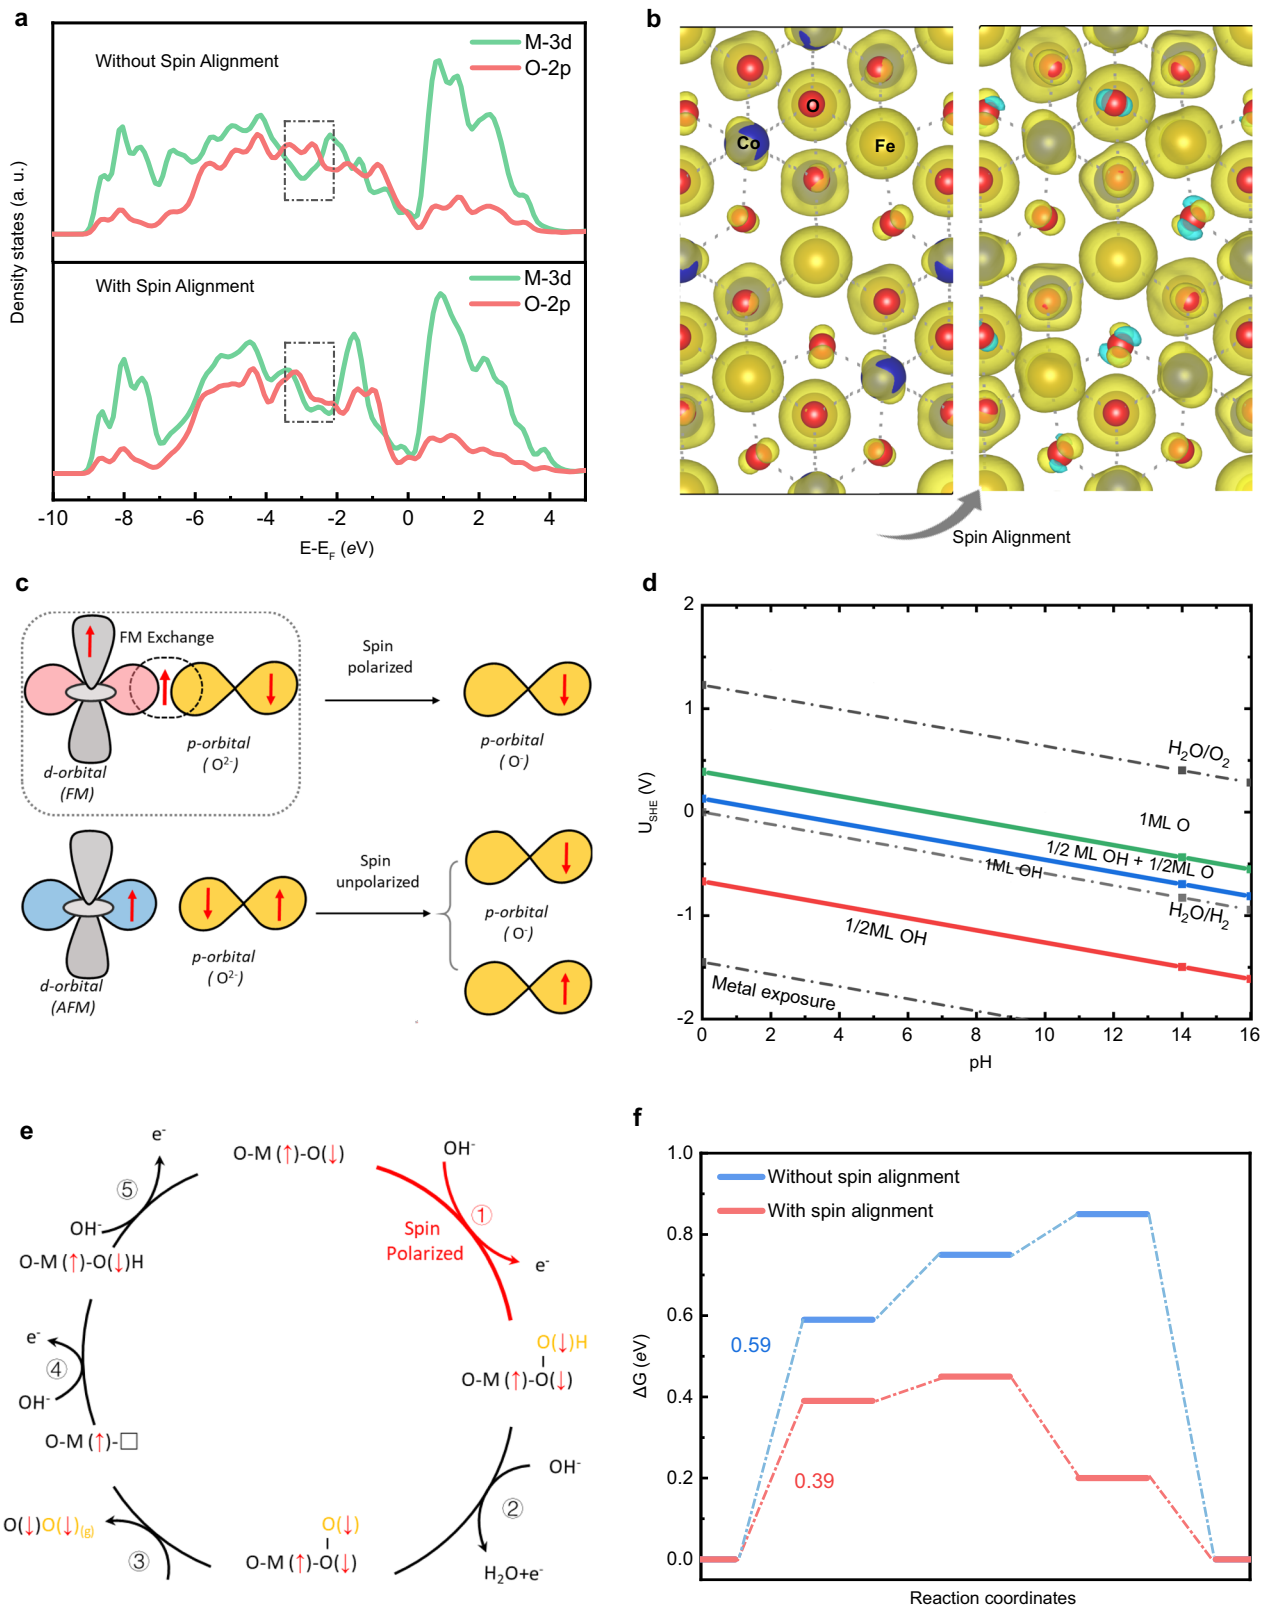 a
Without Spin Alignment
M-3d
O-2p
With Spin Alignment
M-3d
O-2p
Density states (a. u.)
-10 -8 -6 -4 -2 0 2 4
E-E_F (eV)
b
O
Co
Fe
Spin Alignment
c
FM Exchange
Spin
polarized
p-orbital
(O²⁻)
d-orbital
(FM)
p-orbital
(O⁻)
Spin
unpolarized
p-orbital
(O²⁻)
d-orbital
(AFM)
p-orbital
(O⁻)
d
2
1
0
-1
-2
U_SHE (V)
H₂O/O₂
1ML O
1/2 ML OH + 1/2ML O
1ML OH
H₂O/H₂
1/2ML OH
Metal exposure
0 2 4 6 8 10 12 14 16
pH
e
O-M(↑)-O(↓)
OH⁻
①
Spin
Polarized
e⁻
O(↓)H
O-M(↑)-O(↓)
OH⁻
②
H₂O+e⁻
O(↓)
O-M(↑)-O(↓)
③
O(↓)O(↓)(g)
O-M(↑)-□
OH⁻
④
e⁻
O-M(↑)-O(↓)H
OH⁻
⑤
e⁻
f
1.0
0.8
0.6
0.4
0.2
0.0
ΔG (eV)
Without spin alignment
With spin alignment
0.59
0.39
Reaction coordinates